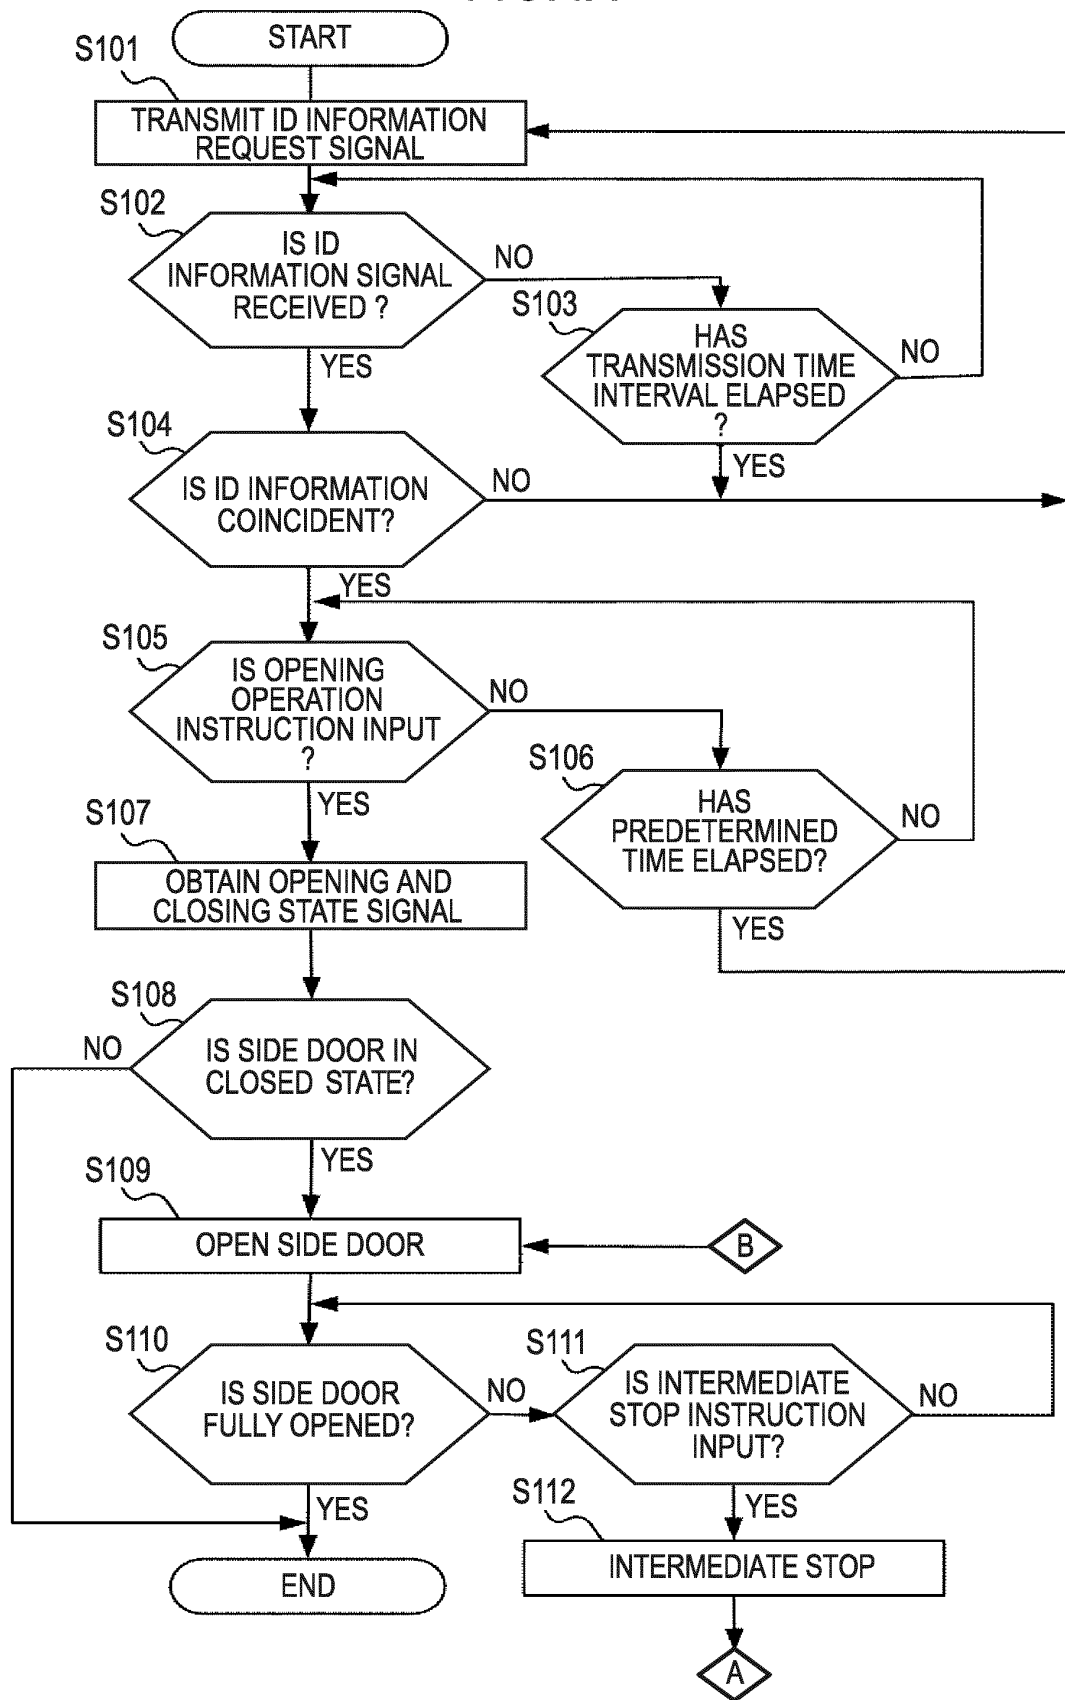 START
S101
TRANSMIT ID INFORMATION
REQUEST SIGNAL
S102
IS ID
INFORMATION SIGNAL
RECEIVED ?
NO
YES
S103
HAS
TRANSMISSION TIME
INTERVAL ELAPSED
?
NO
YES
S104
IS ID INFORMATION
COINCIDENT?
NO
YES
S105
IS OPENING
OPERATION
INSTRUCTION INPUT
?
NO
YES
S106
HAS
PREDETERMINED
TIME ELAPSED?
NO
YES
S107
OBTAIN OPENING AND
CLOSING STATE SIGNAL
S108
NO
IS SIDE DOOR IN
CLOSED STATE?
YES
S109
OPEN SIDE DOOR
B
S110
IS SIDE DOOR
FULLY OPENED?
NO
YES
S111
IS INTERMEDIATE
STOP INSTRUCTION
INPUT?
NO
YES
S112
INTERMEDIATE STOP
END
A